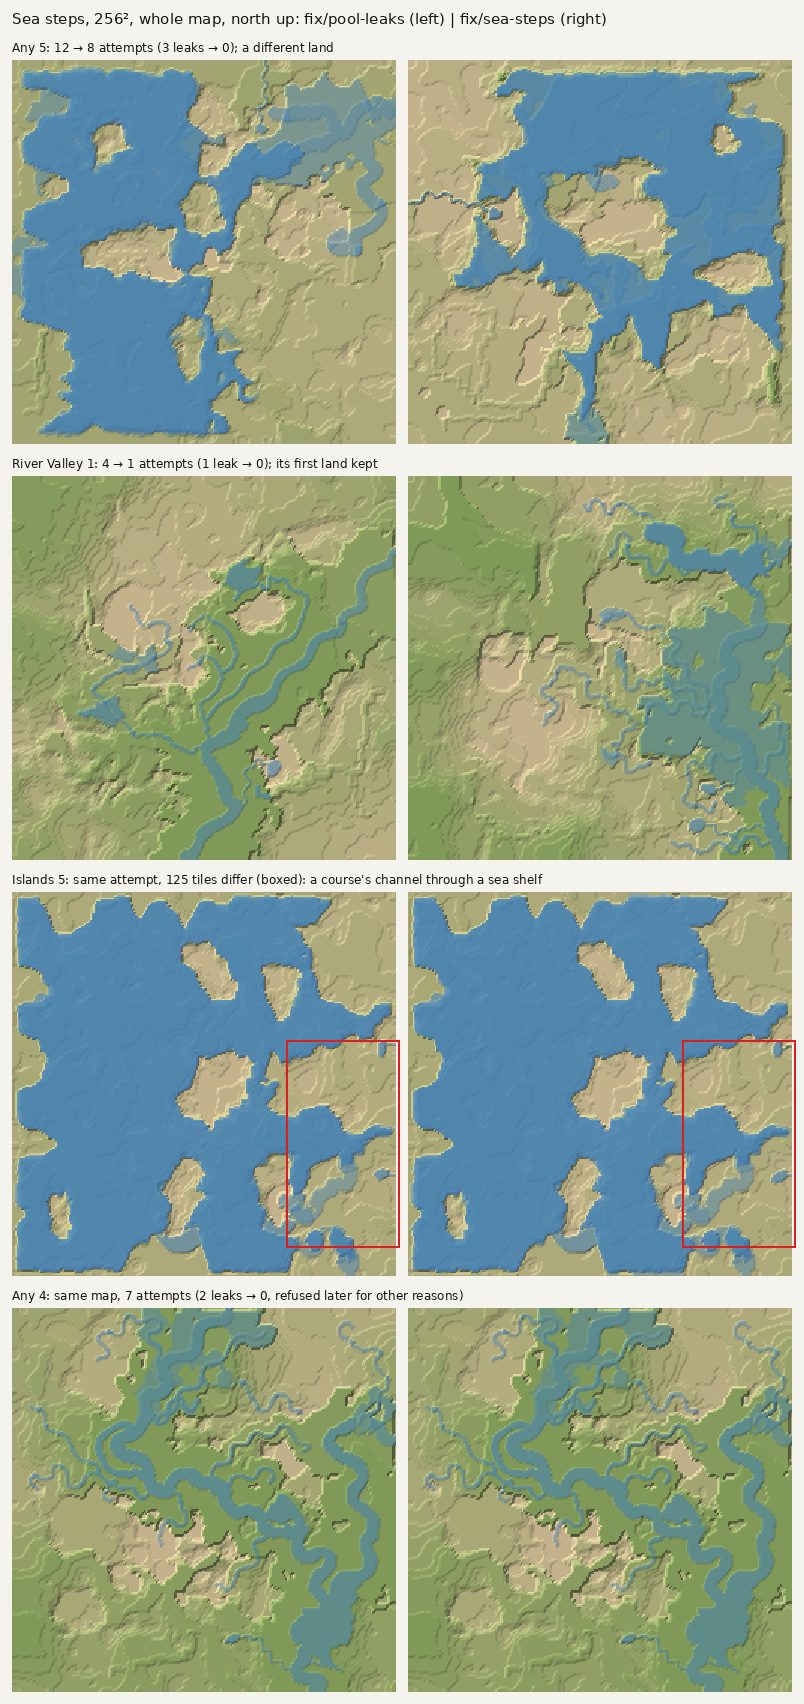 Sea steps, 256², whole map, north up: fix/pool-leaks (left) | fix/sea-steps (right)
Any 5: 12 → 8 attempts (3 leaks → 0); a different land
River Valley 1: 4 → 1 attempts (1 leak → 0); its first land kept
Islands 5: same attempt, 125 tiles differ (boxed): a course's channel through a sea shelf
Any 4: same map, 7 attempts (2 leaks → 0, refused later for other reasons)